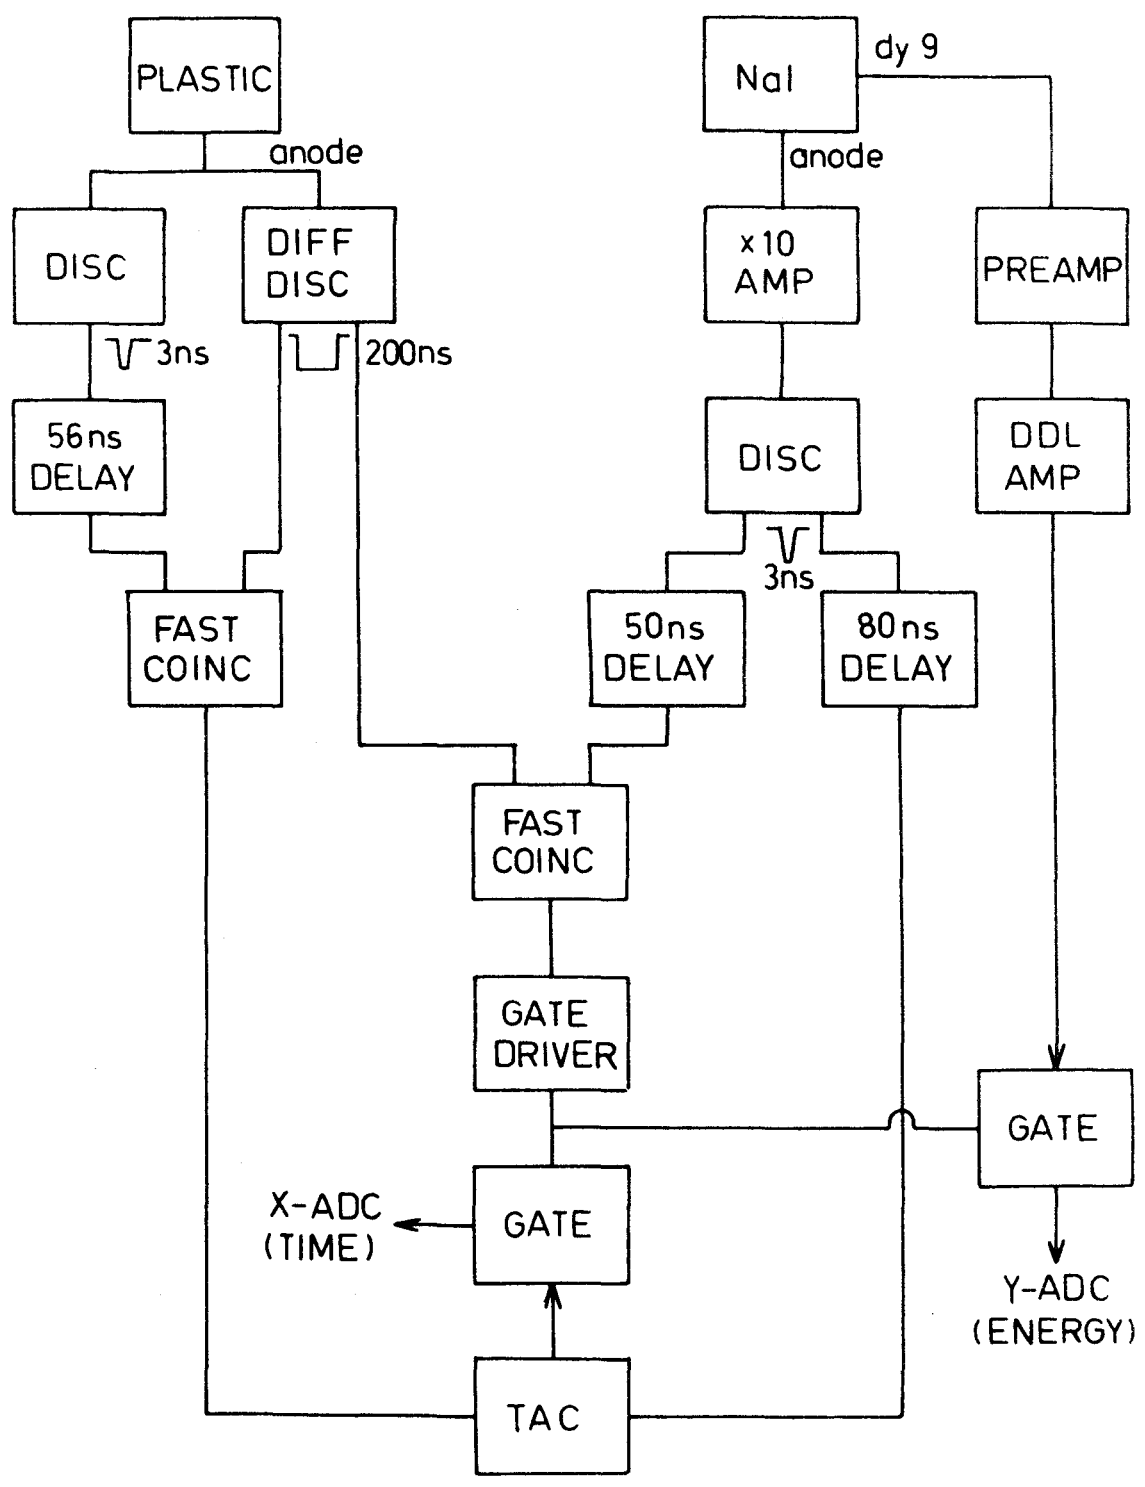 PLASTIC
anode
DISC
DIFF
DISC
3ns
200ns
56ns
DELAY
FAST
COINC
NaI
dy 9
anode
x10
AMP
PREAMP
DISC
DDL
AMP
3ns
50ns
DELAY
80ns
DELAY
FAST
COINC
GATE
DRIVER
GATE
GATE
X-ADC
(TIME)
Y-ADC
(ENERGY)
TAC